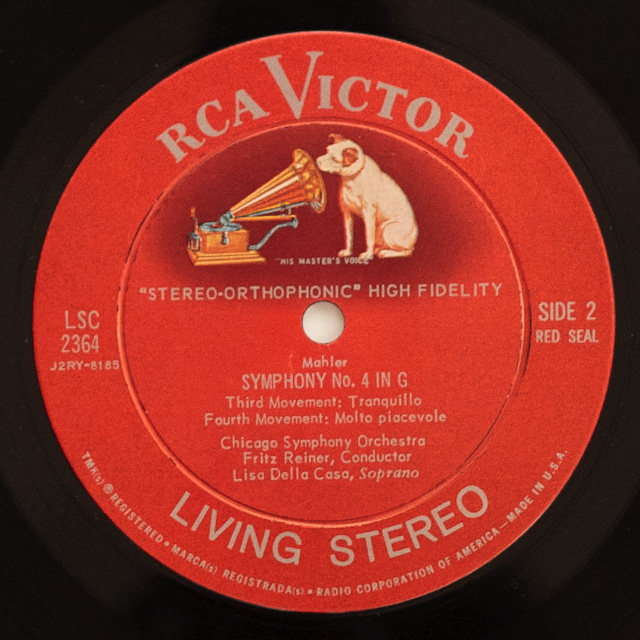 RCA VICTOR
"HIS MASTER'S VOICE"
"STEREO-ORTHOPHONIC" HIGH FIDELITY
LSC
2364
J2RY-8185
SIDE 2
RED SEAL
Mahler
SYMPHONY No. 4 IN G
Third Movement: Tranquillo
Fourth Movement: Molto piacevole
Chicago Symphony Orchestra
Fritz Reiner, Conductor
Lisa Della Casa, Soprano
LIVING STEREO
TMK(s) ® REGISTERED • MARCA(s) REGISTRADA(s) • RADIO CORPORATION OF AMERICA—MADE IN U.S.A.